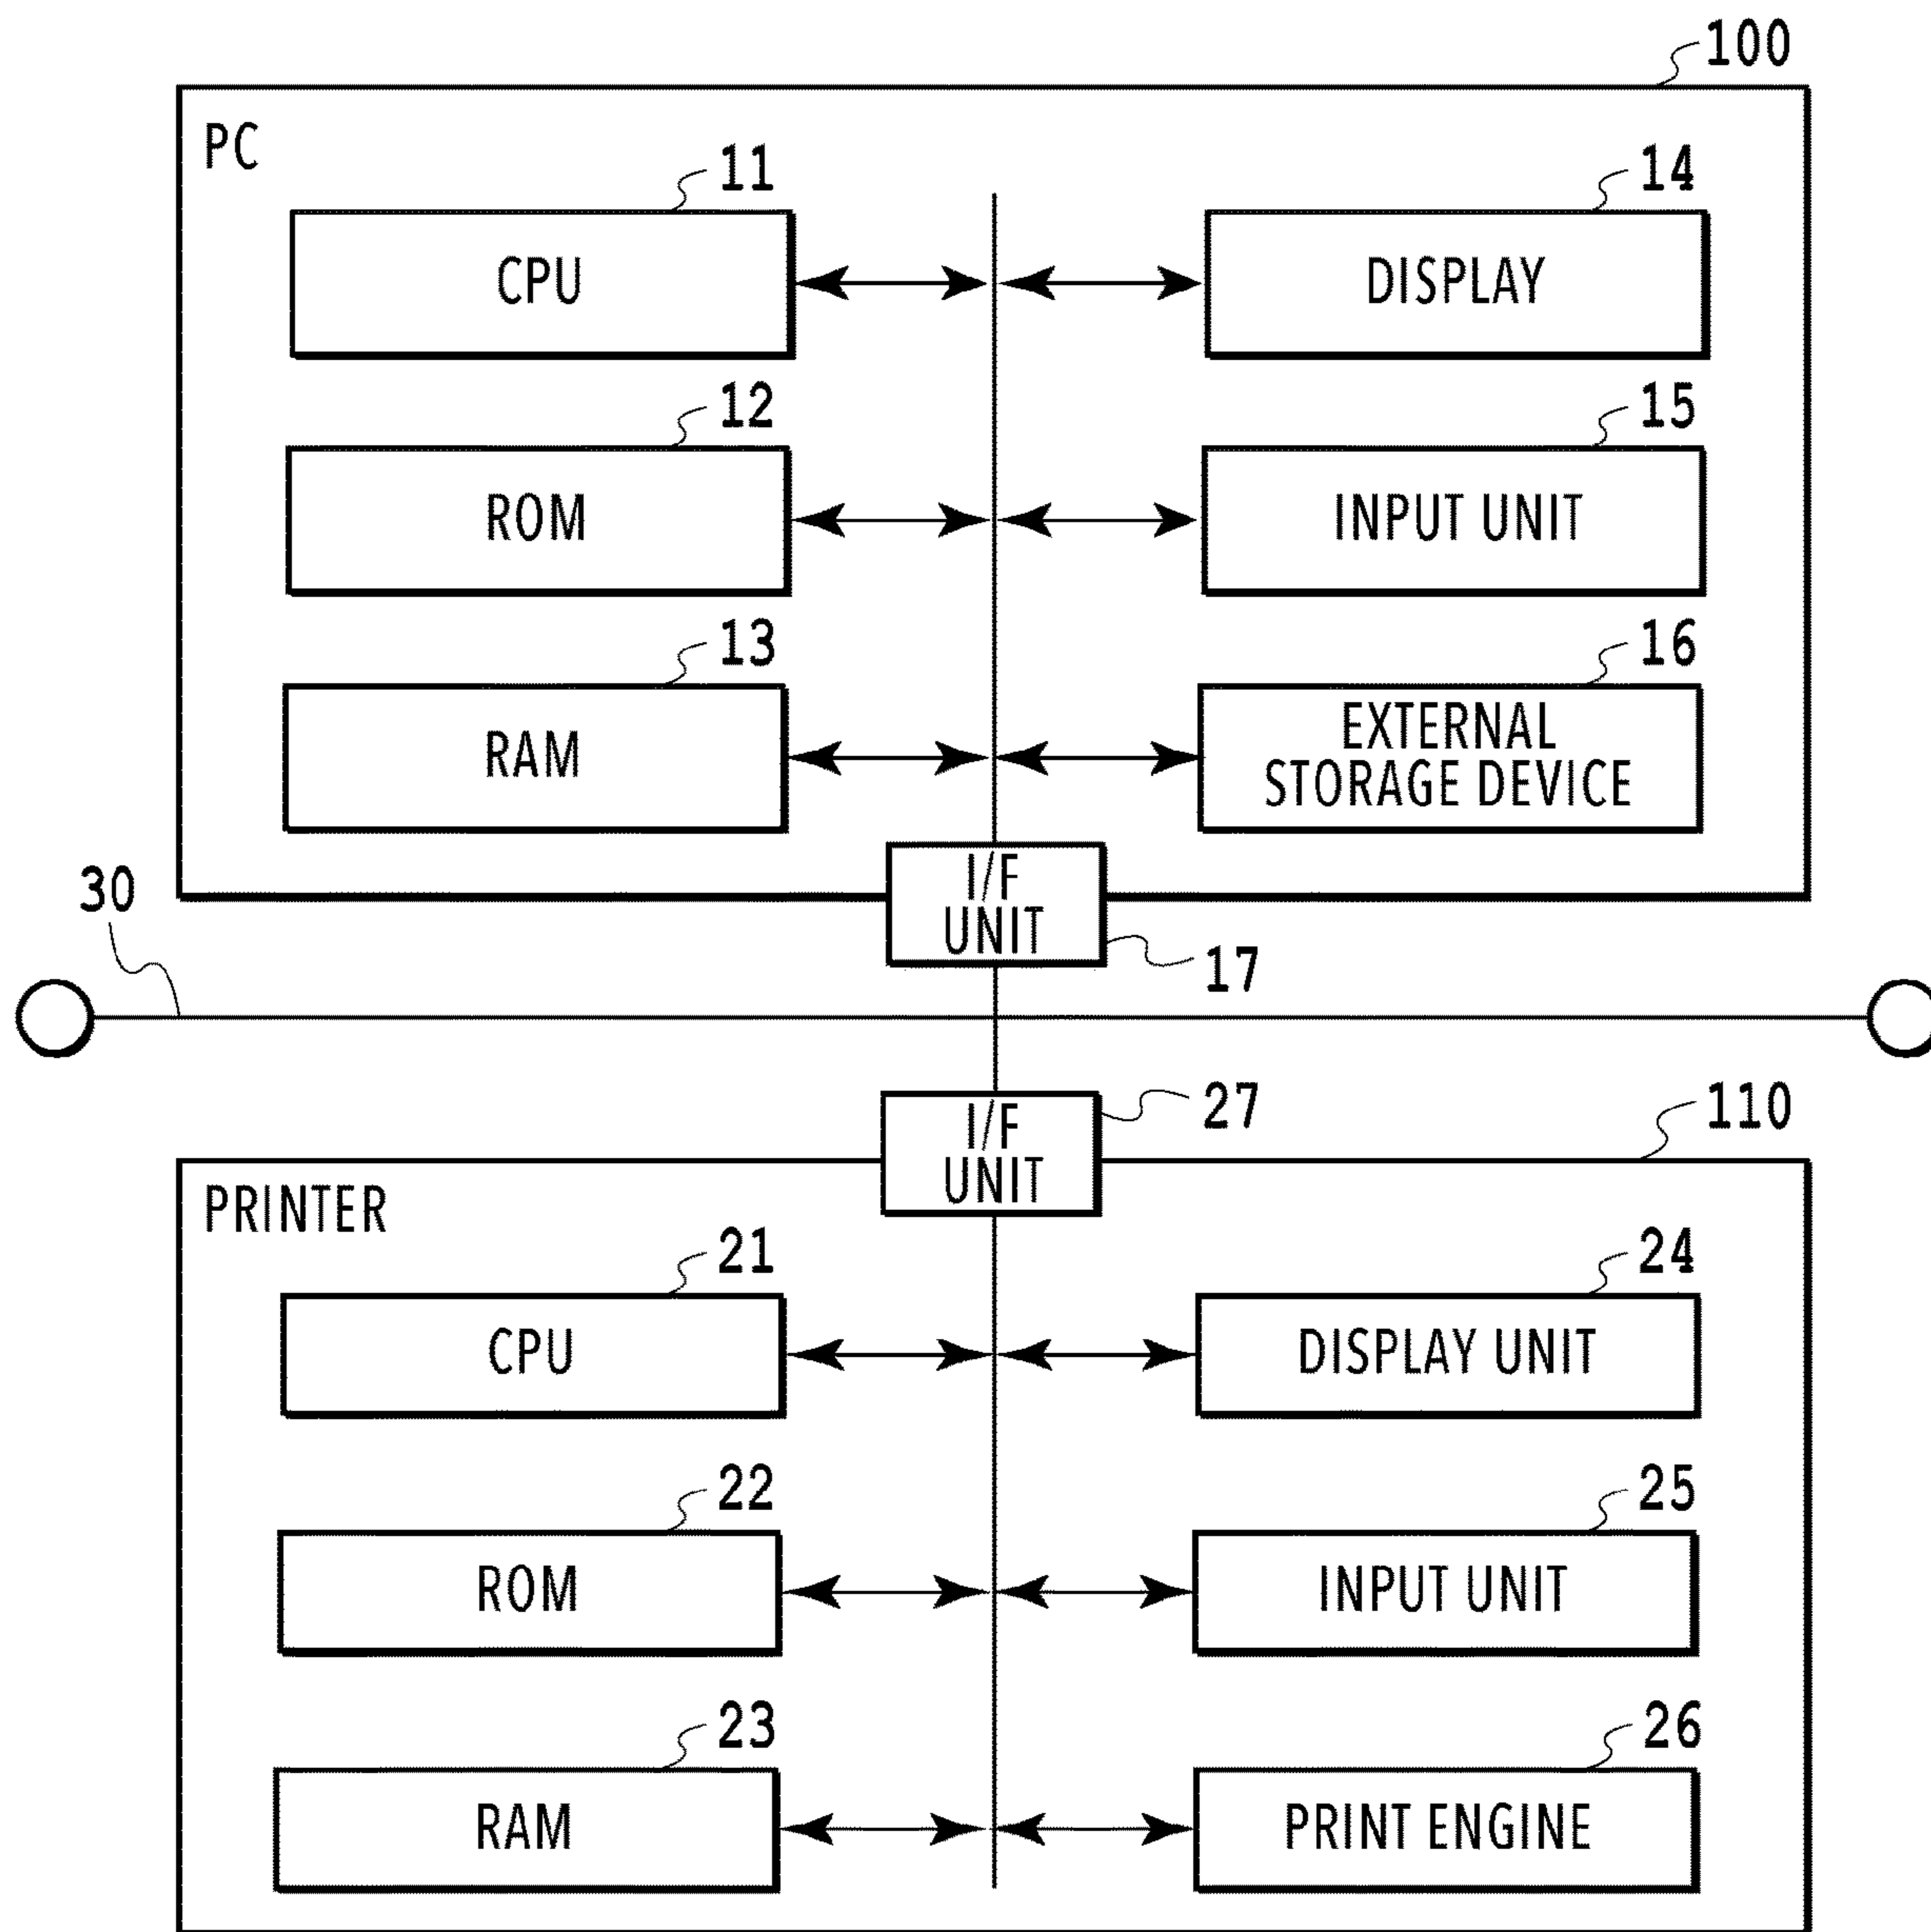 100
PC
11
14
CPU
DISPLAY
12
15
ROM
INPUT UNIT
13
16
RAM
EXTERNAL
STORAGE DEVICE
I/F
UNIT
17
30
27
I/F
UNIT
110
PRINTER
21
24
CPU
DISPLAY UNIT
22
25
ROM
INPUT UNIT
23
26
RAM
PRINT ENGINE